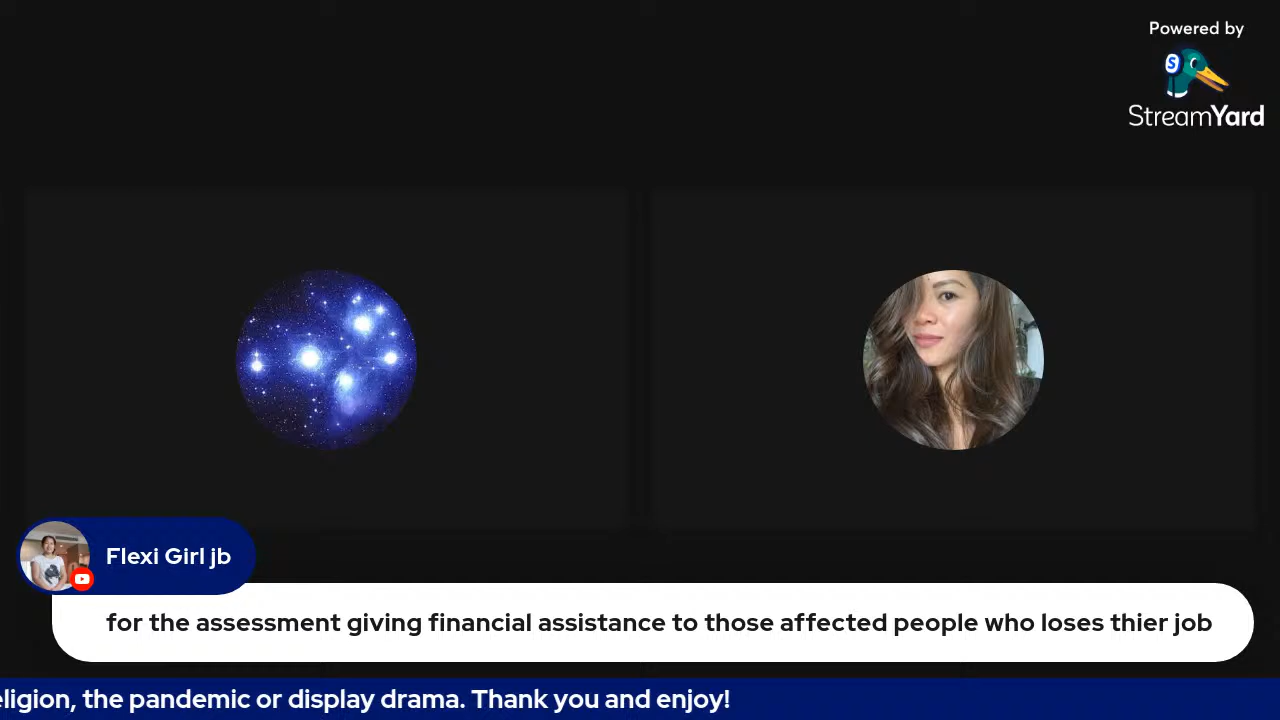 Powered by
S
StreamYard
Flexi Girl jb
for the assessment giving financial assistance to those affected people who loses thier job
eligion, the pandemic or display drama. Thank you and enjoy!